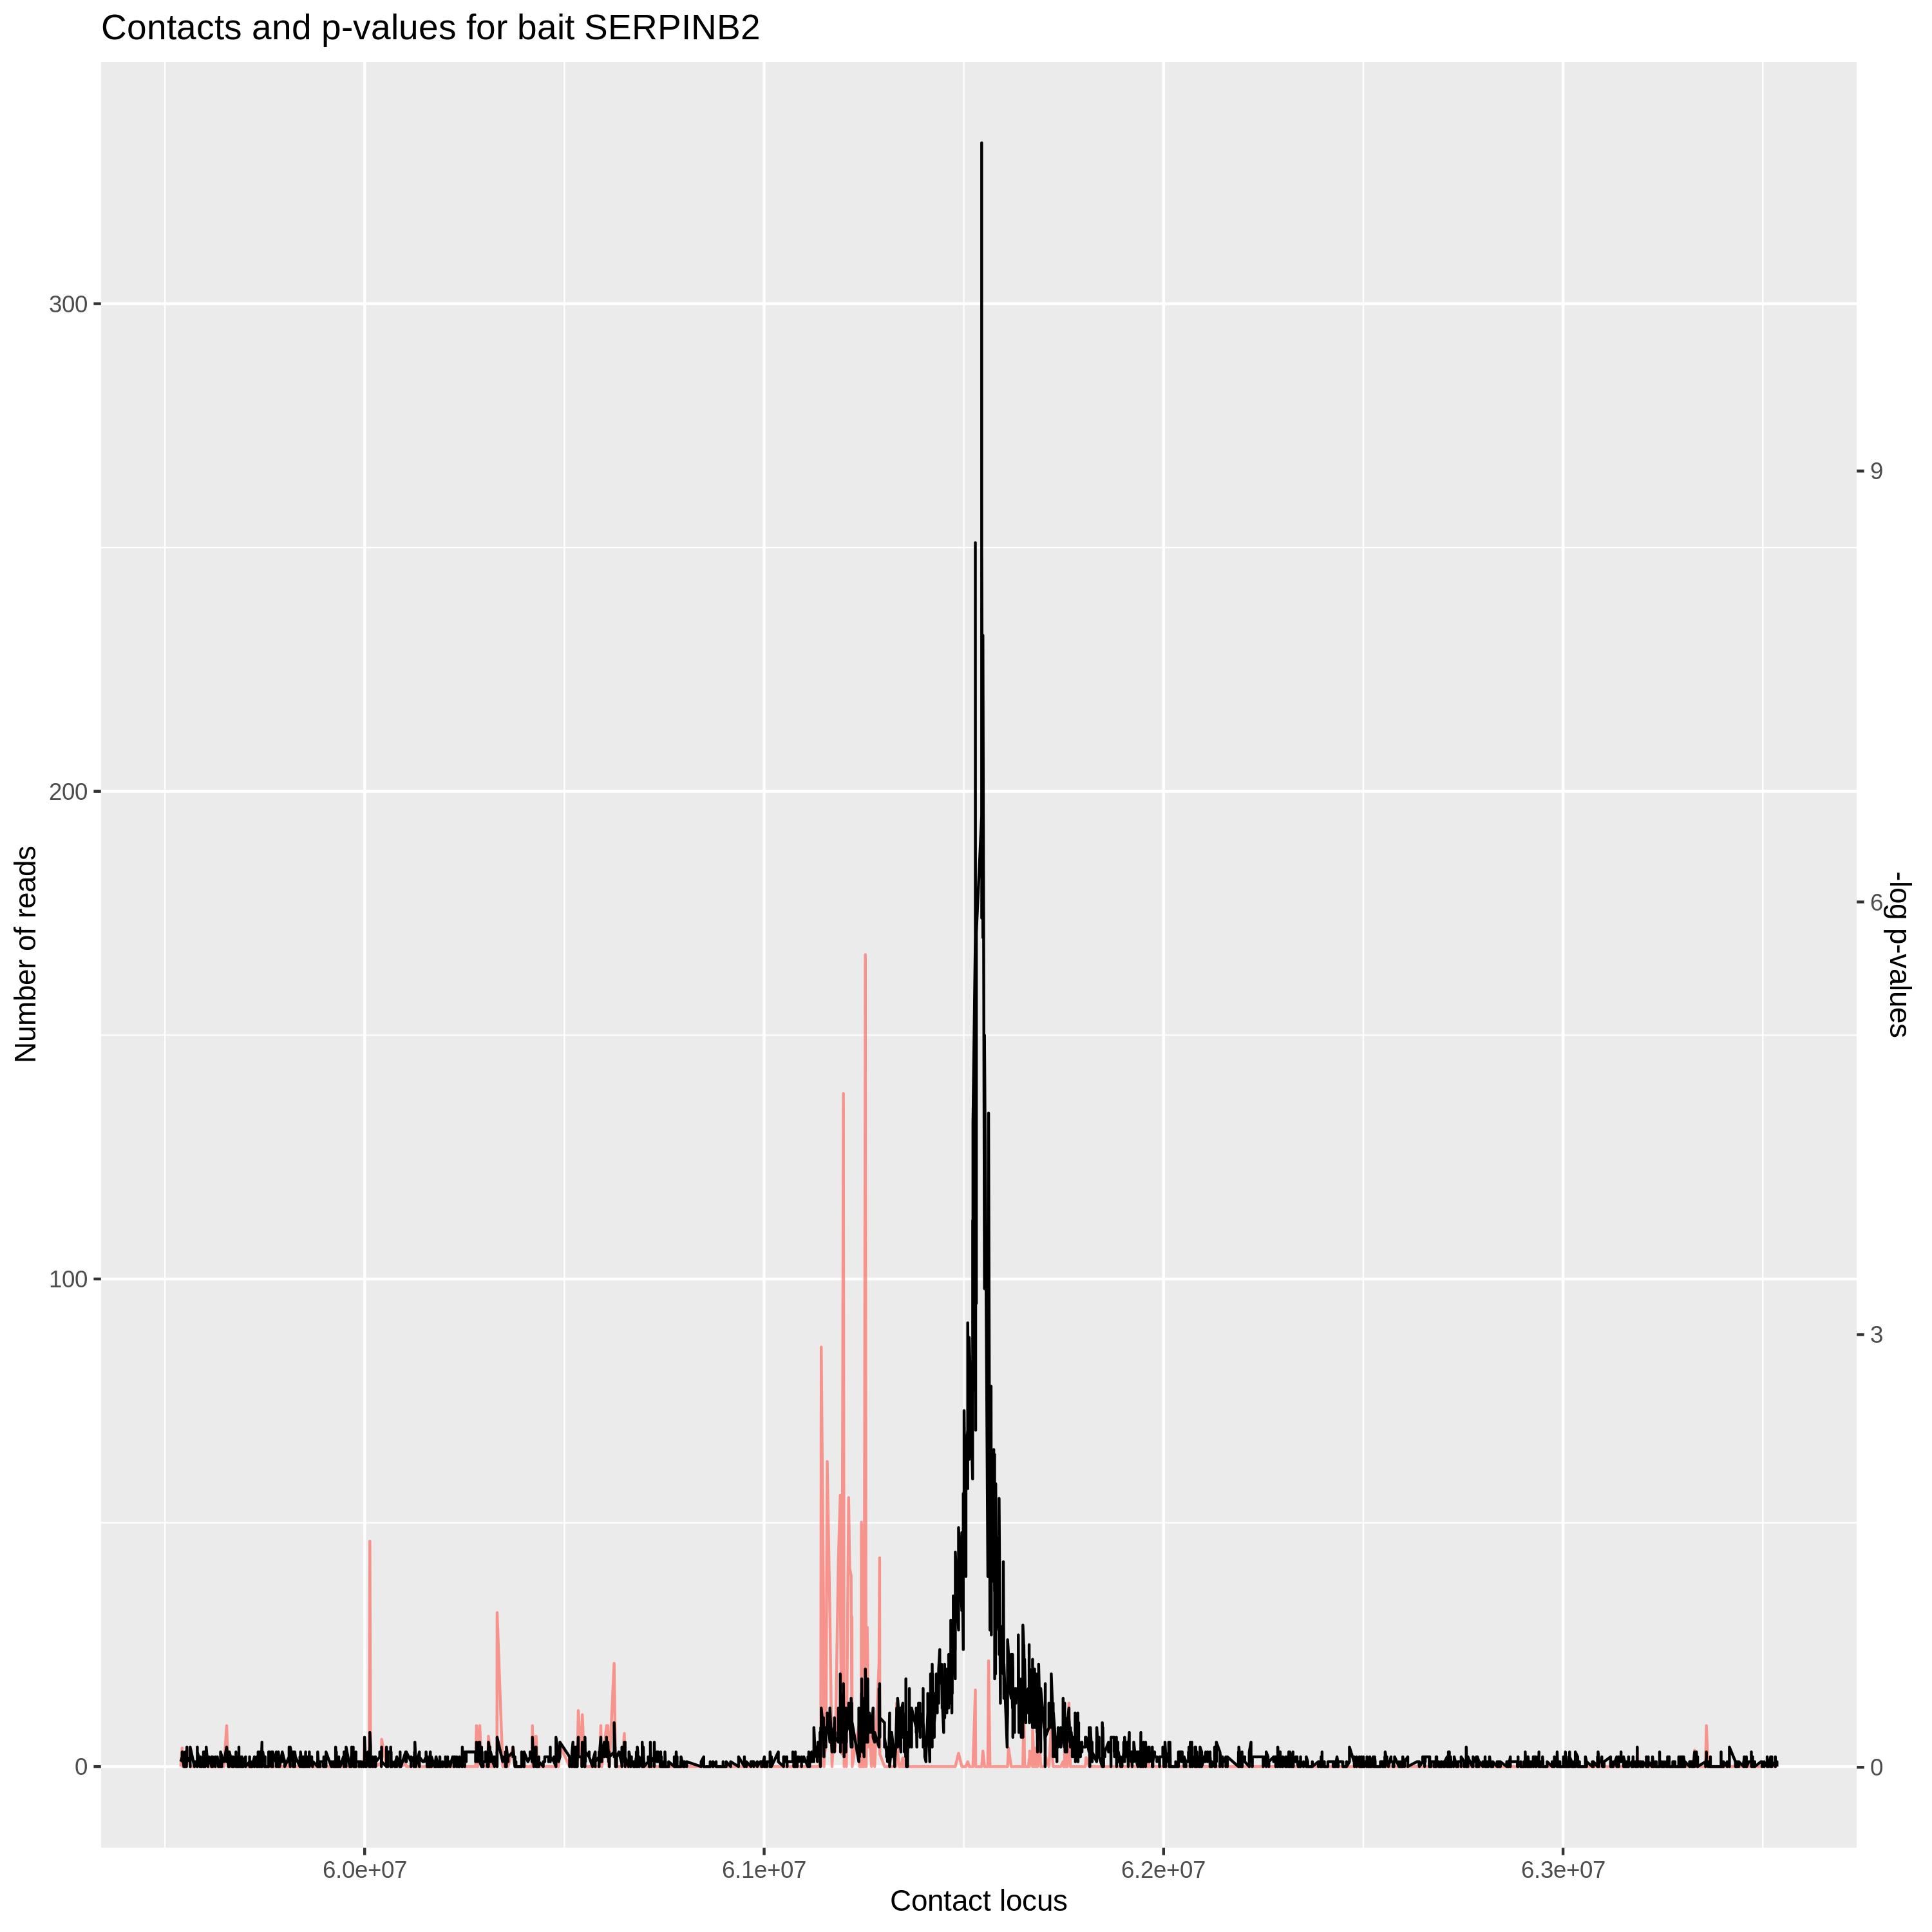 Contacts and p-values for bait SERPINB2
300
200
100
0
Number of reads
9
6
3
0
-log p-values
6.0e+07
6.1e+07
6.2e+07
6.3e+07
Contact locus